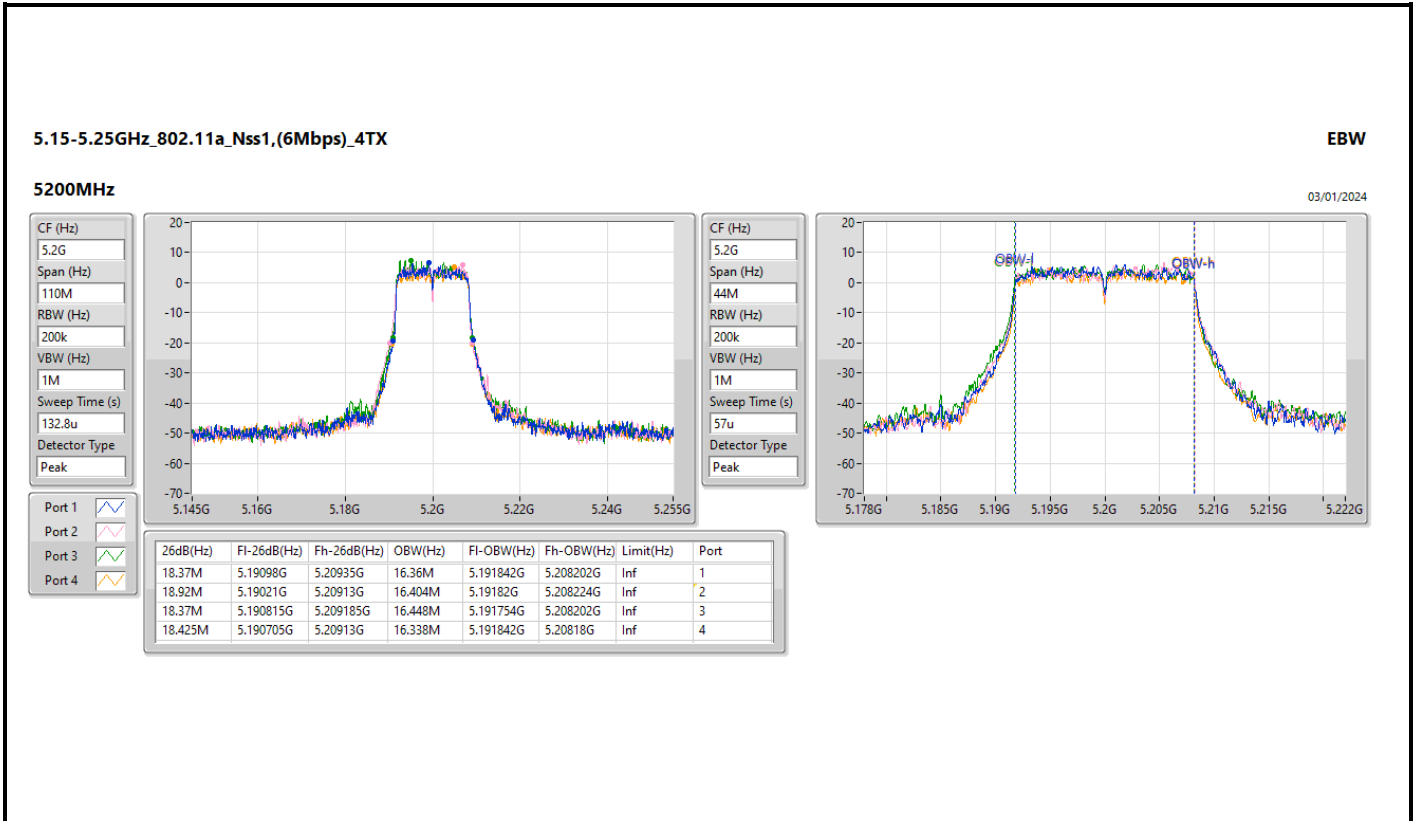 5.15-5.25GHz_802.11a_Nss1,(6Mbps)_4TX
EBW
5200MHz
03/01/2024
CF (Hz)
5.2G
Span (Hz)
110M
RBW (Hz)
200k
VBW (Hz)
1M
Sweep Time (s)
132.8u
Detector Type
Peak
20
10
0
-10
-20
-30
-40
-50
-60
-70
5.145G 5.16G 5.18G 5.2G 5.22G 5.24G 5.255G
CF (Hz)
5.2G
Span (Hz)
44M
RBW (Hz)
200k
VBW (Hz)
1M
Sweep Time (s)
57u
Detector Type
Peak
20
10
0
-10
-20
-30
-40
-50
-60
-70
OBW-l
OBW-h
5.178G 5.185G 5.19G 5.195G 5.2G 5.205G 5.21G 5.215G 5.222G
Port 1
Port 2
Port 3
Port 4
26dB(Hz) Fl-26dB(Hz) Fh-26dB(Hz) OBW(Hz) Fl-OBW(Hz) Fh-OBW(Hz) Limit(Hz) Port
18.37M 5.19098G 5.20935G 16.36M 5.191842G 5.208202G Inf 1
18.92M 5.19021G 5.20913G 16.404M 5.19182G 5.208224G Inf 2
18.37M 5.190815G 5.209185G 16.448M 5.191754G 5.208202G Inf 3
18.425M 5.190705G 5.20913G 16.338M 5.191842G 5.20818G Inf 4